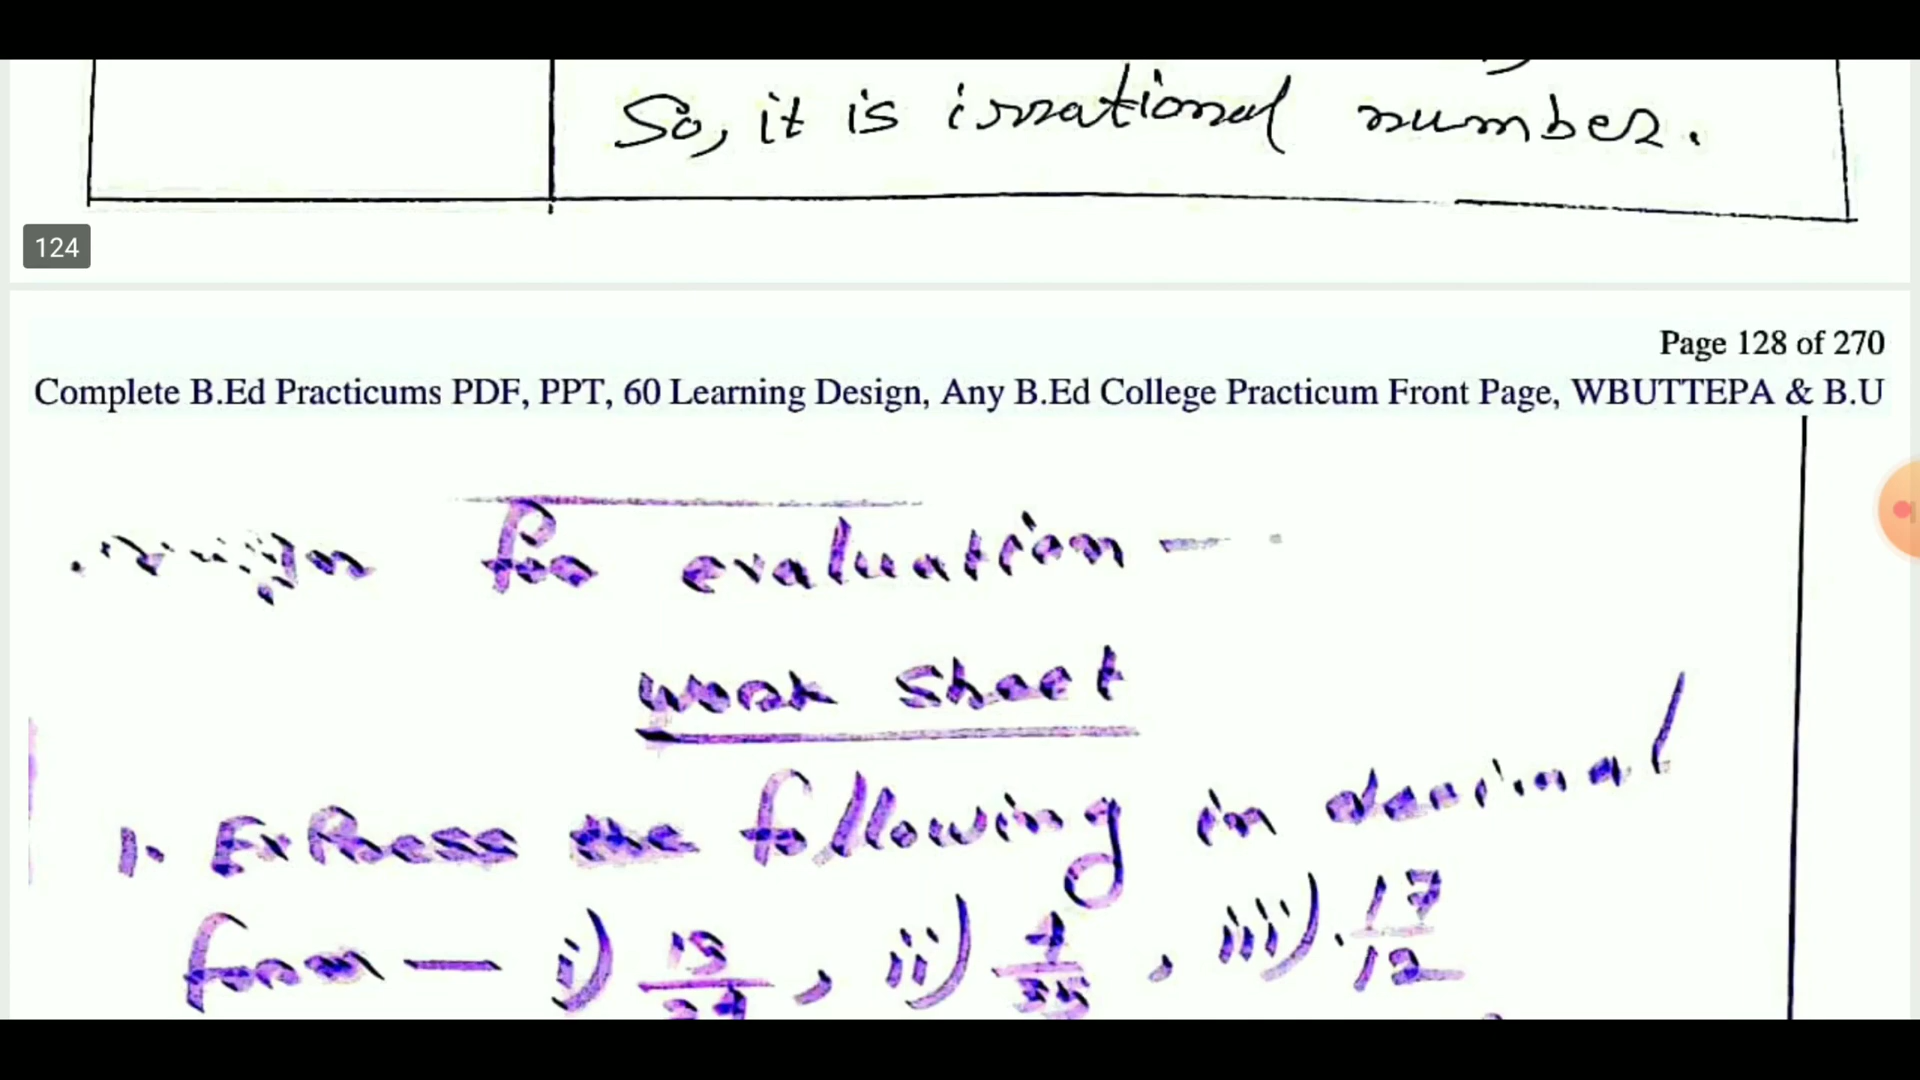 So, it is irrational number.
124
Page 128 of 270
Complete B.Ed Practicums PDF, PPT, 60 Learning Design, Any B.Ed College Practicum Front Page, WBUTTEPA & B.U
for evaluation —
Work Sheet
1. Express the following in decimal
form — i) , ii) , iii) 17/12